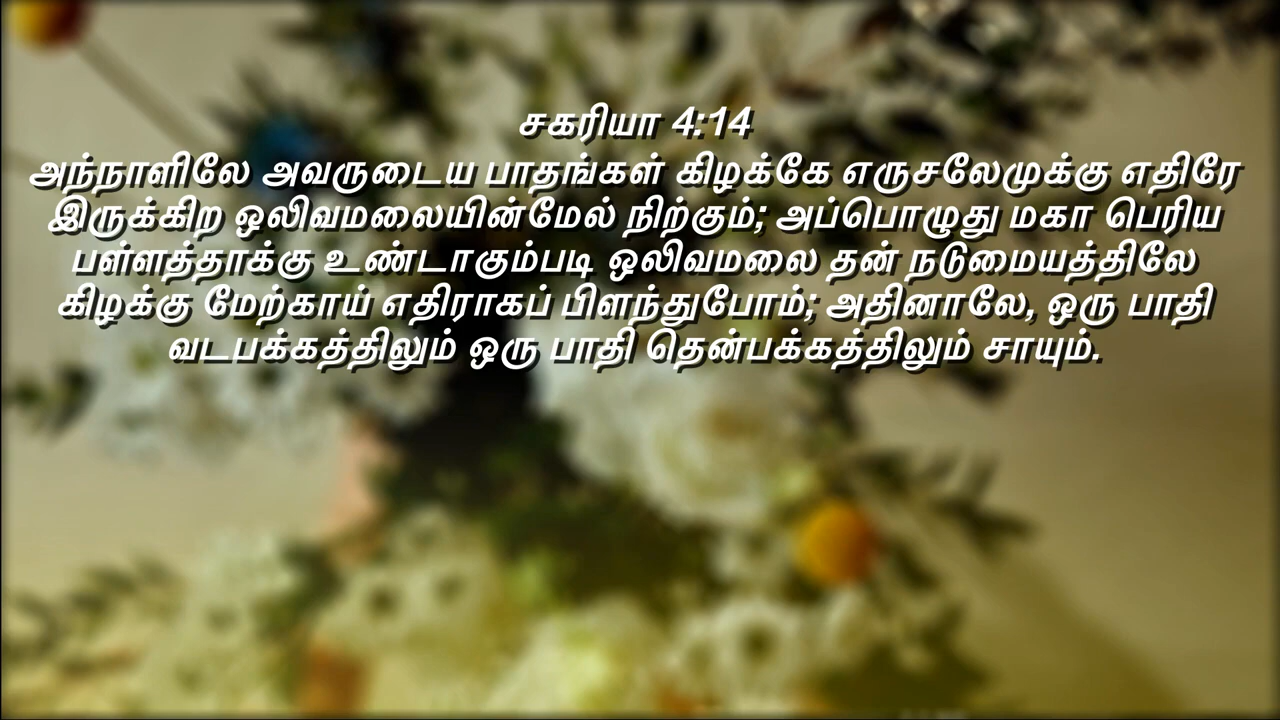 சகரியா 4:14
அந்நாளிலே அவருடைய பாதங்கள் கிழக்கே எருசலேமுக்கு எதிரே
இருக்கிற ஒலிவமலையின்மேல் நிற்கும்; அப்பொழுது மகா பெரிய
பள்ளத்தாக்கு உண்டாகும்படி ஒலிவமலை தன் நடுமையத்திலே
கிழக்கு மேற்காய் எதிராகப் பிளந்துபோம்; அதினாலே, ஒரு பாதி
வடபக்கத்திலும் ஒரு பாதி தென்பக்கத்திலும் சாயும்.